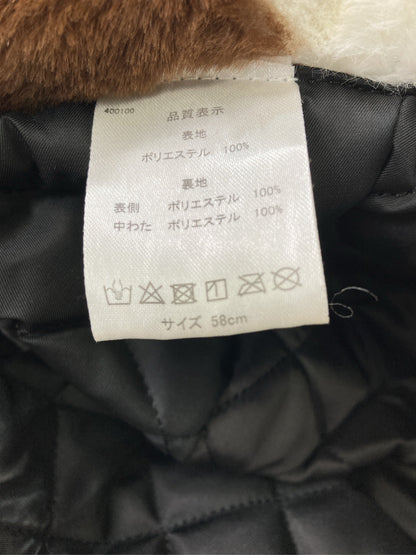 400100
品質表示
表地
ポリエステル 100%
裏地
表側 ポリエステル 100%
中わた ポリエステル 100%
サイズ 58cm